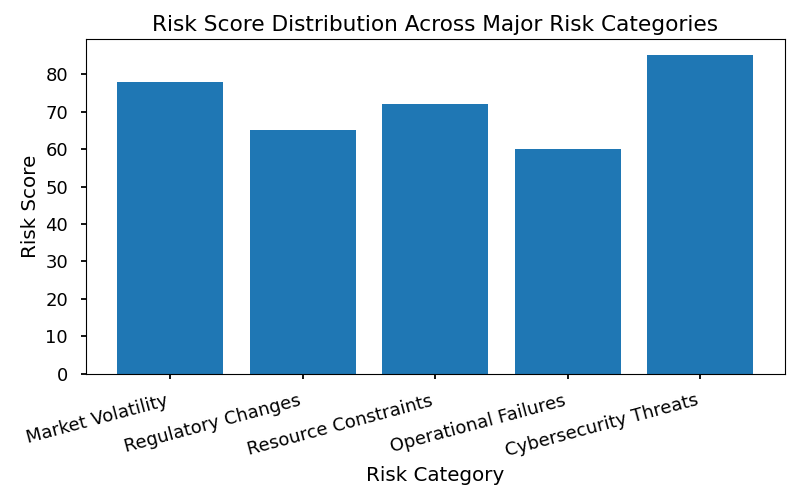 Risk Score Distribution Across Major Risk Categories
Risk Score
80
70
60
50
40
30
20
10
0
Market Volatility
Regulatory Changes
Resource Constraints
Operational Failures
Cybersecurity Threats
Risk Category